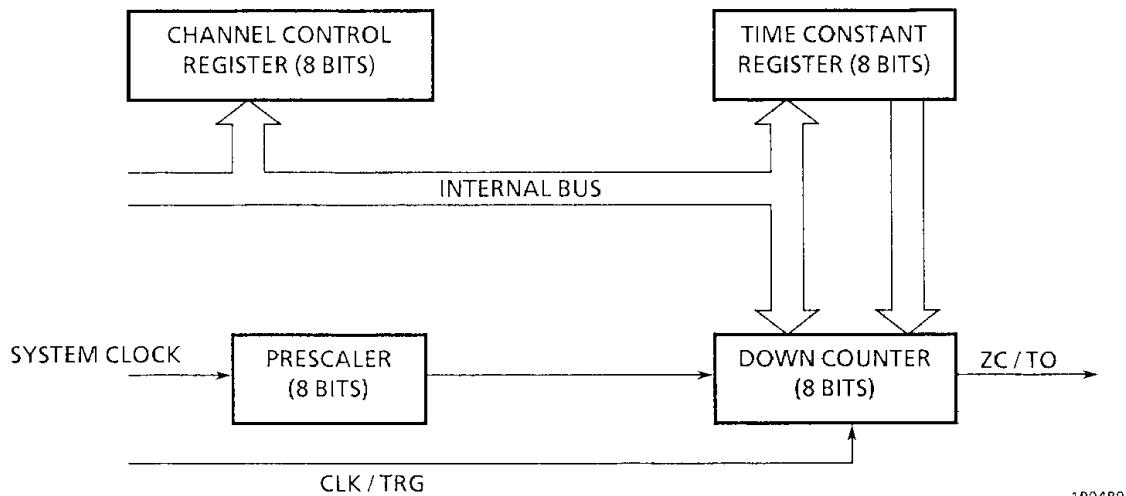 CHANNEL CONTROL
REGISTER (8 BITS)
TIME CONSTANT
REGISTER (8 BITS)
INTERNAL BUS
SYSTEM CLOCK
PRESCALER
(8 BITS)
DOWN COUNTER
(8 BITS)
ZC / TO
CLK / TRG